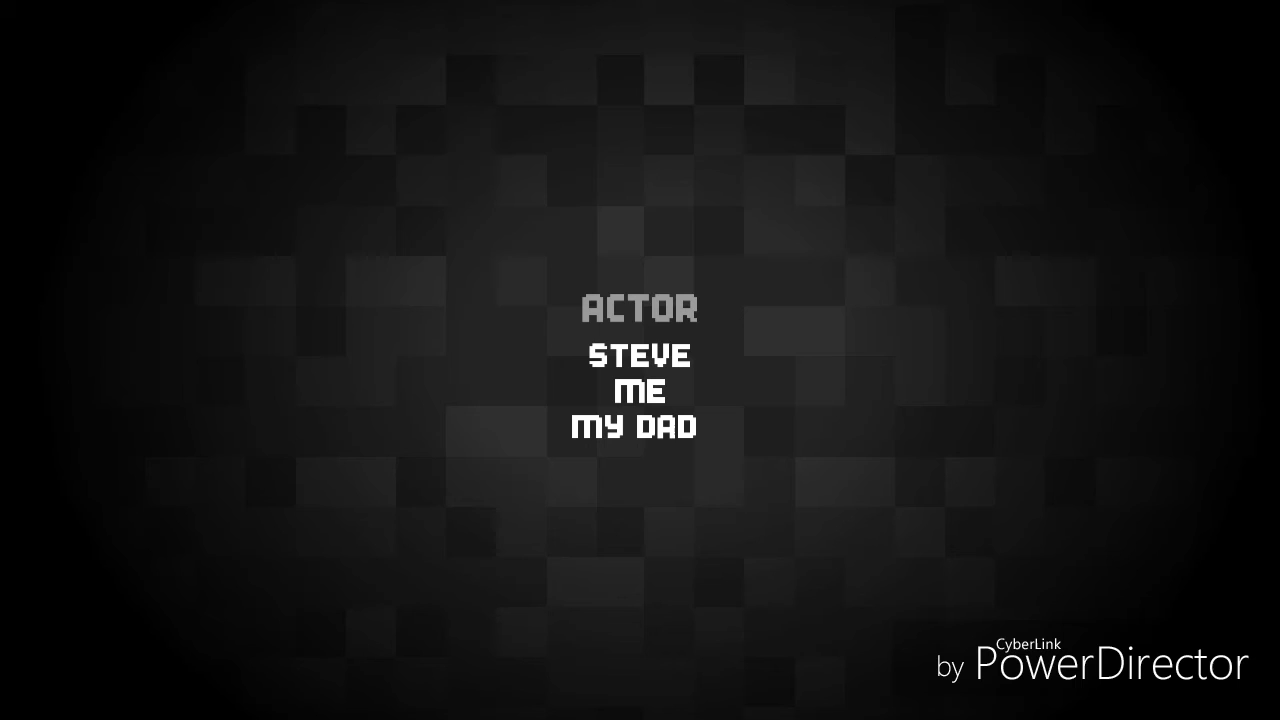 ACTOR
STEVE
ME
MY DAD
CyberLink
by PowerDirector